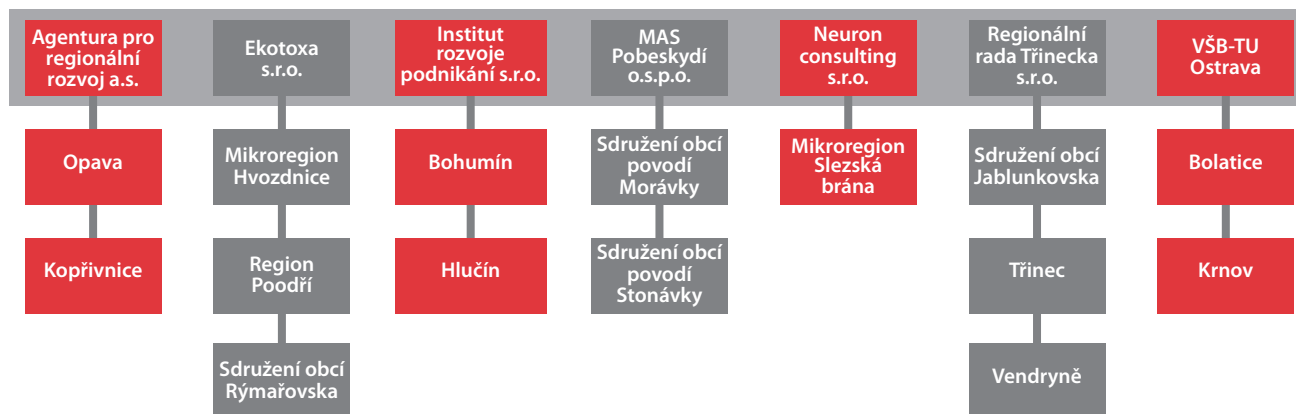 Agentura pro
regionální
rozvoj a.s.
Ekotoxa
s.r.o.
Institut
rozvoje
podnikání s.r.o.
MAS
Pobeskydí
o.s.p.o.
Neuron
consulting
s.r.o.
Regionální
rada Třinecka
s.r.o.
VŠB-TU
Ostrava
Opava
Mikroregion
Hvozdnice
Bohumín
Sdružení obcí
povodí
Morávky
Mikroregion
Slezská
brána
Sdružení obcí
Jablunkovska
Bolatice
Kopřivnice
Region
Poodří
Hlučín
Sdružení obcí
povodí
Stonávky
Třinec
Krnov
Sdružení obcí
Rýmařovska
Vendryně